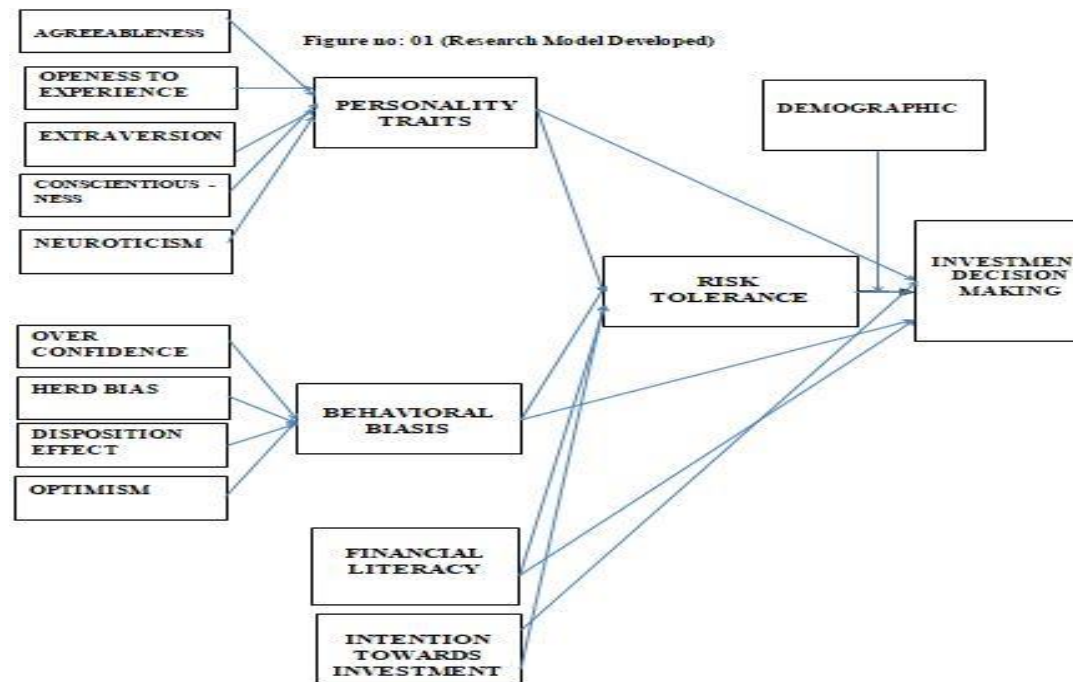 AGREEABLENESS
Figure no: 01 (Research Model Developed)
OPENESS TO
EXPERIENCE
PERSONALITY
TRAITS
DEMOGRAPHIC
EXTRAVERSION
CONSCIENTIOUS -
NESS
NEUROTICISM
RISK
TOLERANCE
INVESTMEN
DECISION
MAKING
OVER
CONFIDENCE
HERD BIAS
BEHAVIORAL
BIASIS
DISPOSITION
EFFECT
OPTIMISM
FINANCIAL
LITERACY
INTENTION
TOWARDS
INVESTMENT